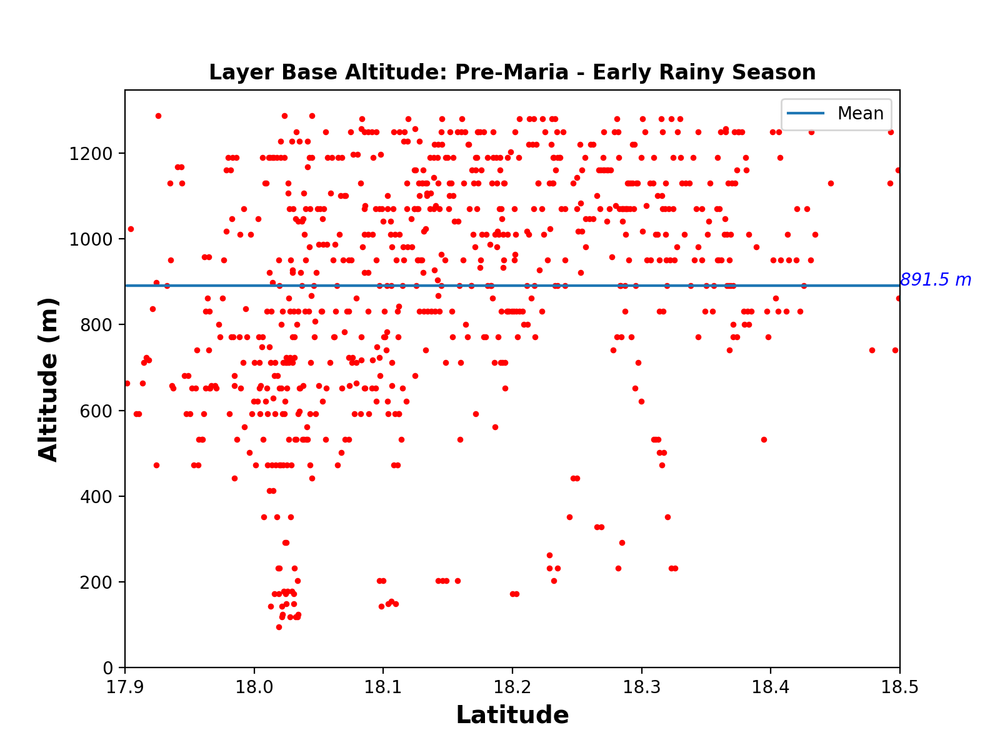 Layer Base Altitude: Pre-Maria - Early Rainy Season
Mean
1200
1000
891.5 m
800
600
400
200
0
Altitude (m)
17.9 18.0 18.1 18.2 18.3 18.4 18.5
Latitude